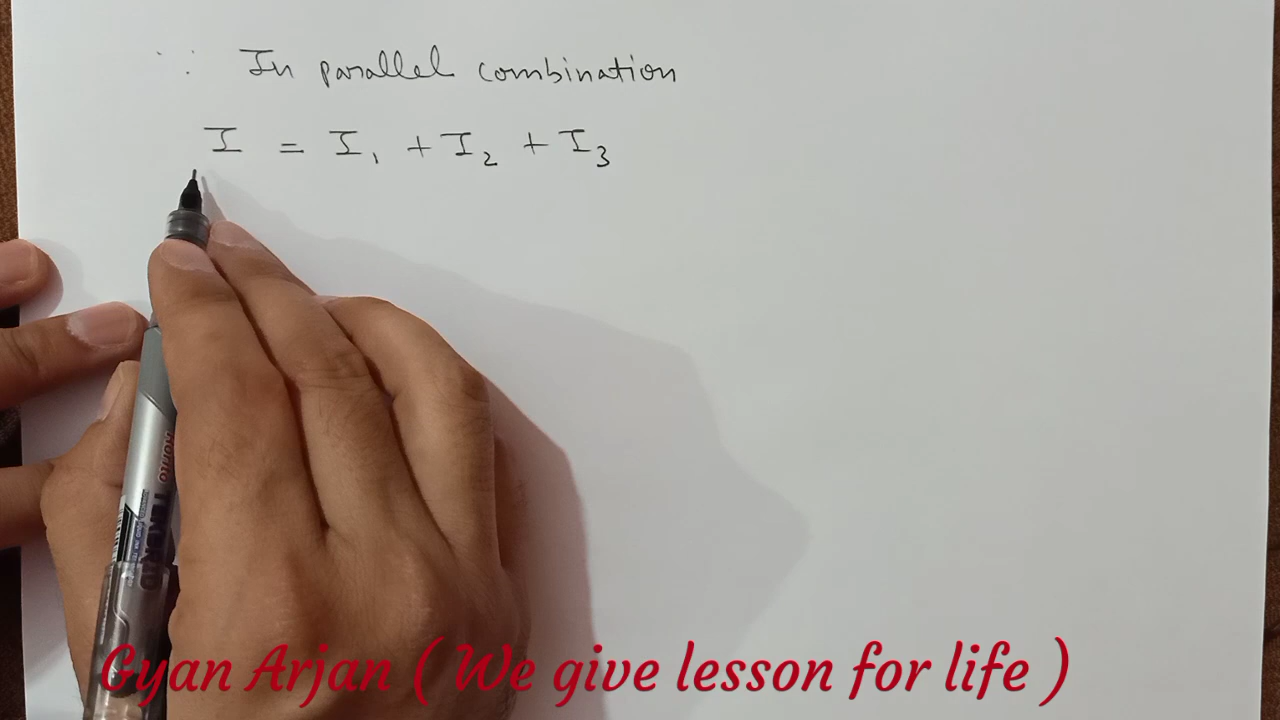 ∵ In parallel combination
I = I₁ + I₂ + I₃
Gyan Arjan ( We give lesson for life )